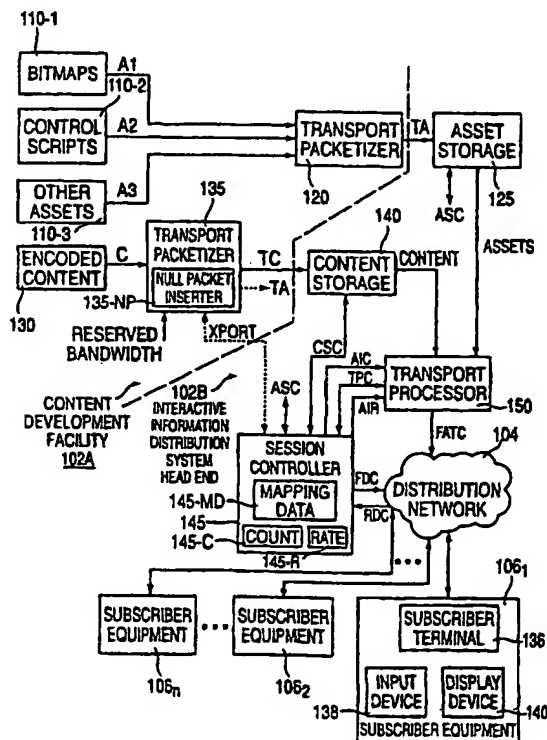 110-1
BITMAPS
A1
110-2
CONTROL
SCRIPTS
A2
TRANSPORT
PACKETIZER
120
TA
ASSET
STORAGE
125
ASC
OTHER
ASSETS
A3
110-3
135
140
ASSETS
ENCODED
CONTENT
130
C
TRANSPORT
PACKETIZER
NULL PACKET
INSERTER
135-NP
TC
TA
CONTENT
STORAGE
CONTENT
RESERVED
BANDWIDTH
XPORT
CSC
AIC
TPC
AIR
TRANSPORT
PROCESSOR
150
CONTENT
DEVELOPMENT
FACILITY
102A
102B
INTERACTIVE
INFORMATION
DISTRIBUTION
SYSTEM
HEAD END
ASC
FATC
104
SESSION
CONTROLLER
MAPPING
DATA
145-MD
145
COUNT
RATE
145-C
145-R
FDC
RDC
DISTRIBUTION
NETWORK
SUBSCRIBER
EQUIPMENT
106n
SUBSCRIBER
EQUIPMENT
1062
1061
SUBSCRIBER
TERMINAL
136
INPUT
DEVICE
DISPLAY
DEVICE
138
140
SUBSCRIBER EQUIPMENT